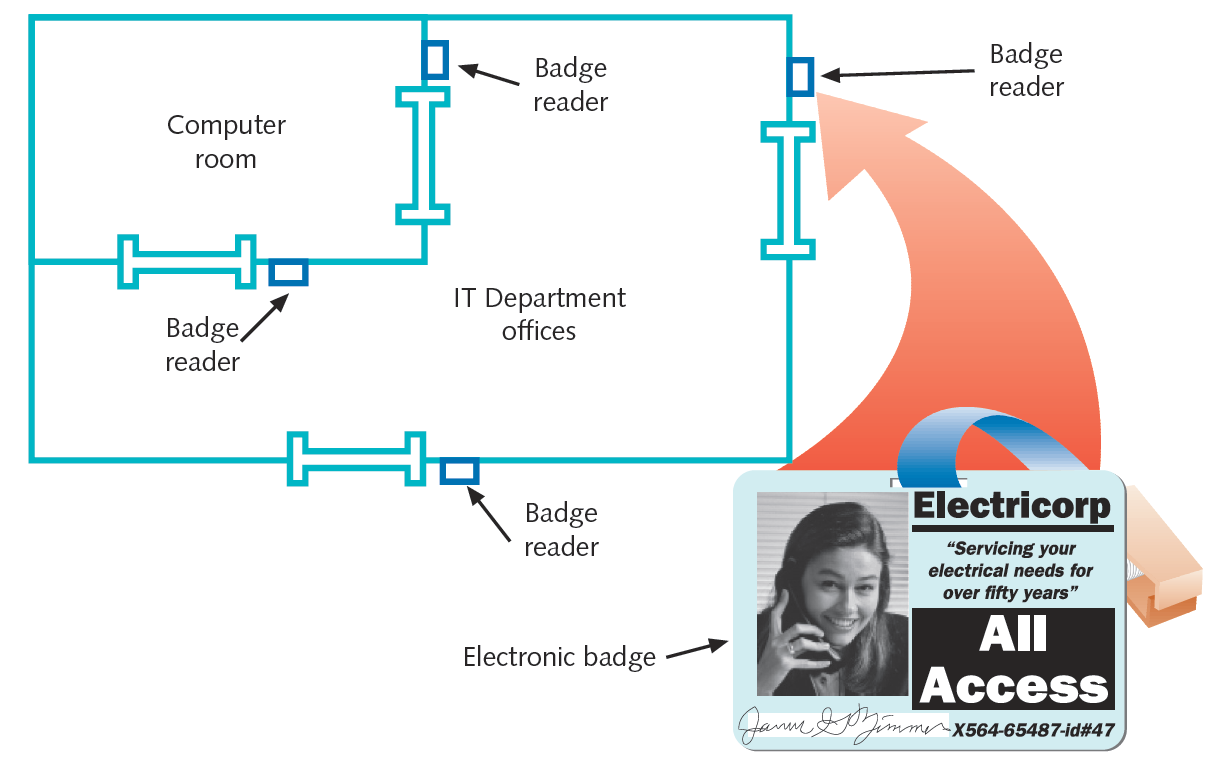 Badge
reader
Badge
reader
Computer
room
IT Department
offices
Badge
reader
Badge
reader
Electronic badge
Electricorp
“Servicing your
electrical needs for
over fifty years”
All
Access
X564-65487-id#47